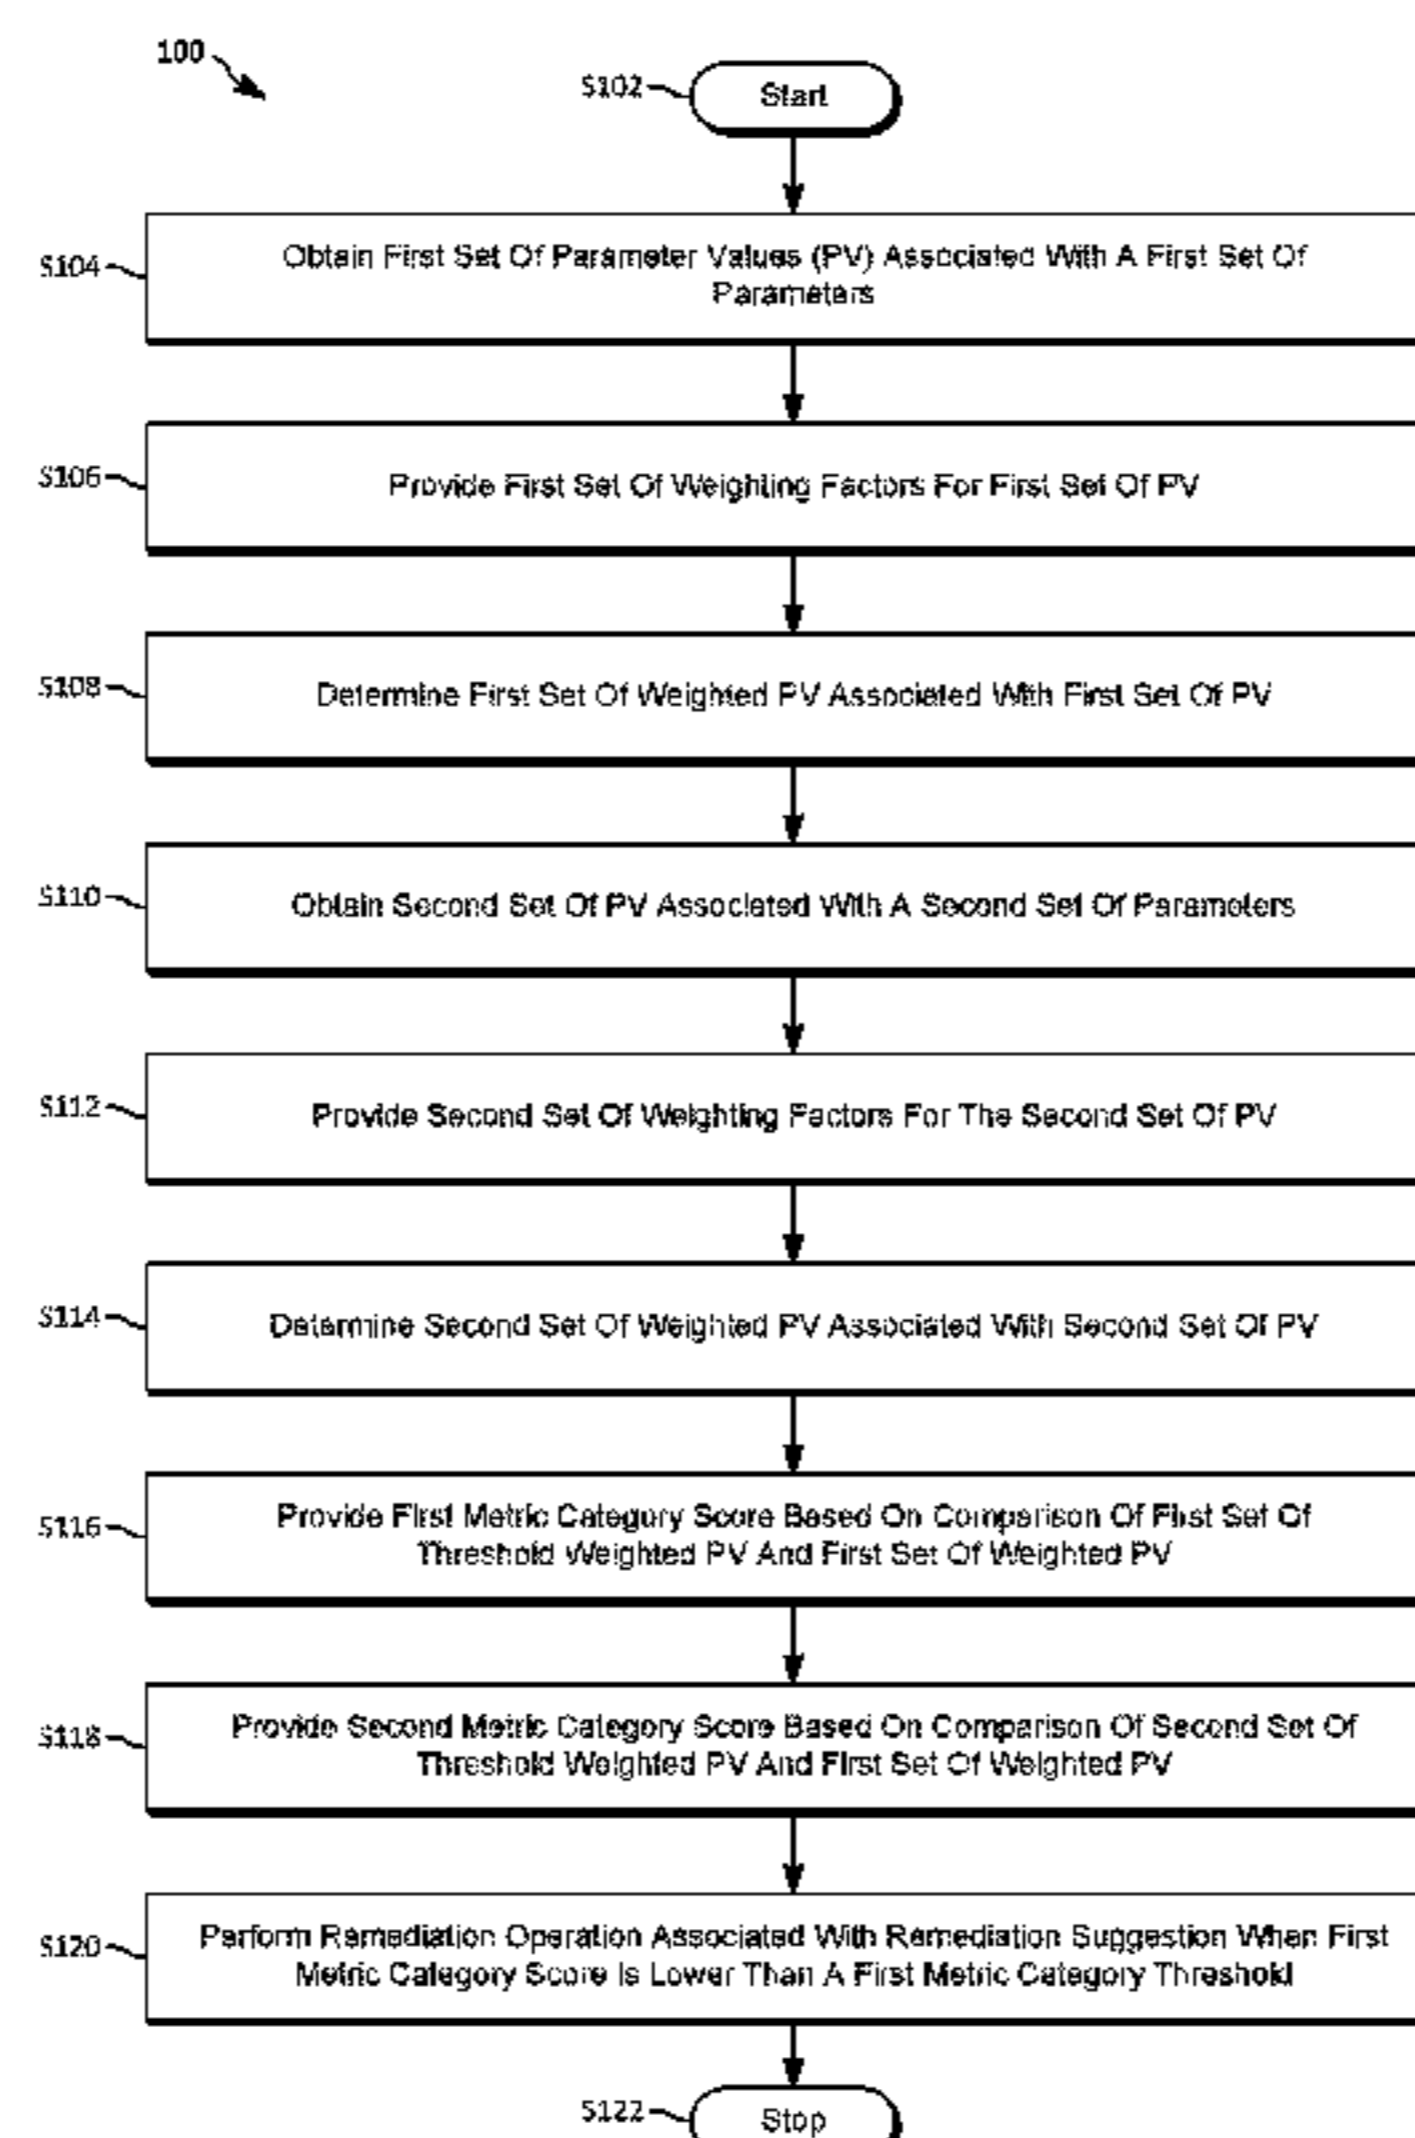 100
S102
Start
S104
Obtain First Set Of Parameter Values (PV) Associated With A First Set Of
Parameters
S106
Provide First Set Of Weighting Factors For First Set Of PV
S108
Determine First Set Of Weighted PV Associated With First Set Of PV
S110
Obtain Second Set Of PV Associated With A Second Set Of Parameters
S112
Provide Second Set Of Weighting Factors For The Second Set Of PV
S114
Determine Second Set Of Weighted PV Associated With Second Set Of PV
S116
Provide First Metric Category Score Based On Comparison Of First Set Of
Threshold Weighted PV And First Set Of Weighted PV
S118
Provide Second Metric Category Score Based On Comparison Of Second Set Of
Threshold Weighted PV And First Set Of Weighted PV
S120
Perform Remediation Operation Associated With Remediation Suggestion When First
Metric Category Score Is Lower Than A First Metric Category Threshold
S122
Stop